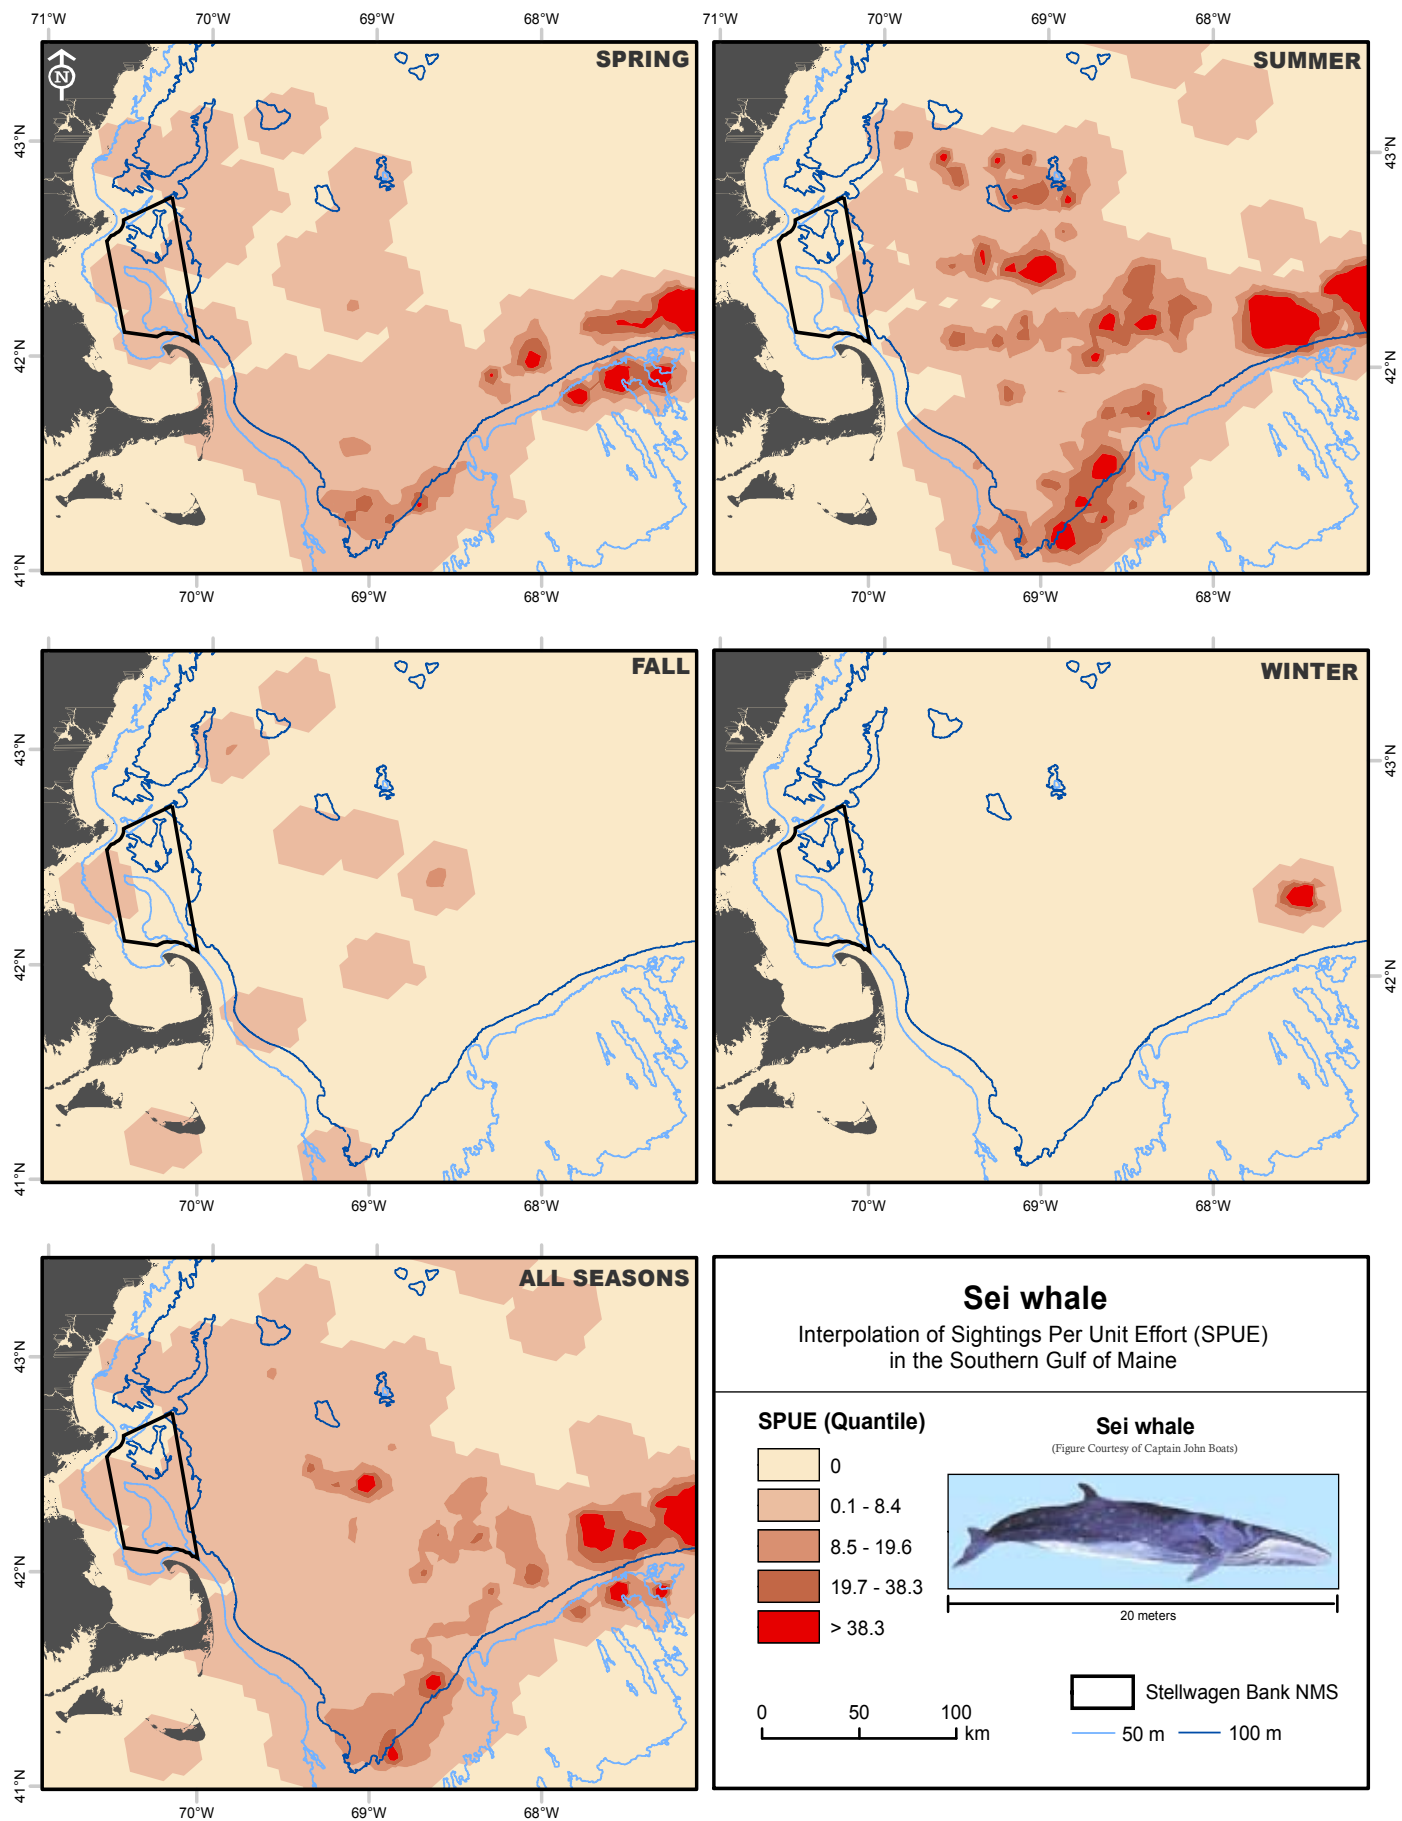 71°W 70°W 69°W 68°W 71°W 70°W 69°W 68°W
SPRING
SUMMER
N
43°N
42°N
41°N
43°N
42°N
70°W 69°W 68°W 70°W 69°W 68°W
FALL
WINTER
43°N
42°N
41°N
43°N
42°N
70°W 69°W 68°W 70°W 69°W 68°W
ALL SEASONS
43°N
42°N
41°N
70°W 69°W 68°W
Sei whale
Interpolation of Sightings Per Unit Effort (SPUE)
in the Southern Gulf of Maine
SPUE (Quantile)
0
0.1 - 8.4
8.5 - 19.6
19.7 - 38.3
> 38.3
Sei whale
(Figure Courtesy of Captain John Boats)
20 meters
0 50 100
km
Stellwagen Bank NMS
50 m 100 m